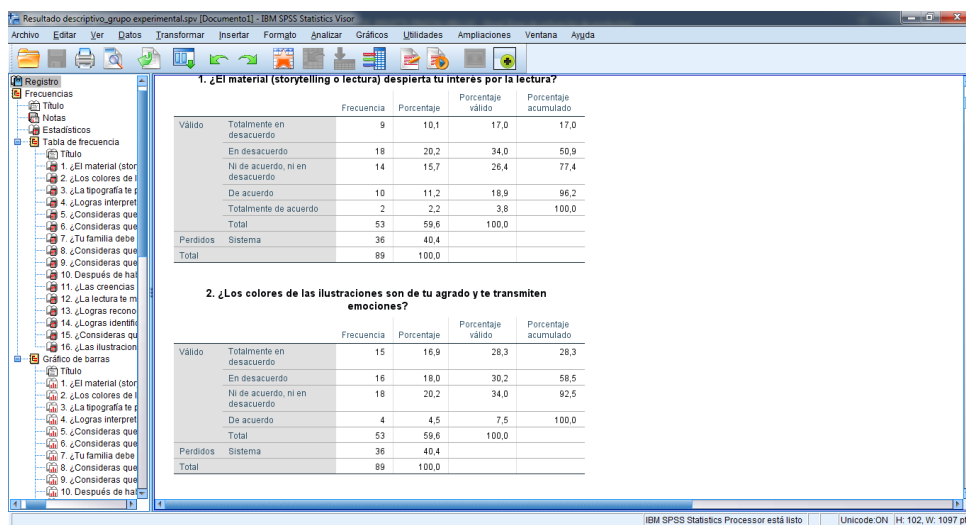 Resultado descriptivo_grupo experimental.spv [Documento1] - IBM SPSS Statistics Visor
Archivo Editar Ver Datos Transformar Insertar Formato Analizar Gráficos Utilidades Ampliaciones Ventana Ayuda
Registro
Frecuencias
Título
Notas
Estadísticos
Tabla de frecuencia
Título
1. ¿El material (stor
2. ¿Los colores de l
3. ¿La tipografía te p
4. ¿Logras interpret
5. ¿Consideras que
6. ¿Consideras que
7. ¿Tu familia debe
8. ¿Consideras que
9. ¿Consideras que
10. Después de hal
11. ¿Las creencias
12. ¿La lectura te m
13. ¿Logras recono
14. ¿Logras identific
15. ¿Consideras qu
16. ¿Las ilustracion
Gráfico de barras
Título
1. ¿El material (stor
2. ¿Los colores de l
3. ¿La tipografía te p
4. ¿Logras interpret
5. ¿Consideras que
6. ¿Consideras que
7. ¿Tu familia debe
8. ¿Consideras que
9. ¿Consideras que
10. Después de hal
1. ¿El material (storytelling o lectura) despierta tu interés por la lectura?
Frecuencia Porcentaje Porcentaje válido Porcentaje acumulado
Válido Totalmente en desacuerdo 9 10,1 17,0 17,0
En desacuerdo 18 20,2 34,0 50,9
Ni de acuerdo, ni en desacuerdo 14 15,7 26,4 77,4
De acuerdo 10 11,2 18,9 96,2
Totalmente de acuerdo 2 2,2 3,8 100,0
Total 53 59,6 100,0
Perdidos Sistema 36 40,4
Total 89 100,0
2. ¿Los colores de las ilustraciones son de tu agrado y te transmiten
emociones?
Frecuencia Porcentaje Porcentaje válido Porcentaje acumulado
Válido Totalmente en desacuerdo 15 16,9 28,3 28,3
En desacuerdo 16 18,0 30,2 58,5
Ni de acuerdo, ni en desacuerdo 18 20,2 34,0 92,5
De acuerdo 4 4,5 7,5 100,0
Total 53 59,6 100,0
Perdidos Sistema 36 40,4
Total 89 100,0
IBM SPSS Statistics Processor está listo Unicode:ON H: 102, W: 1097 pt